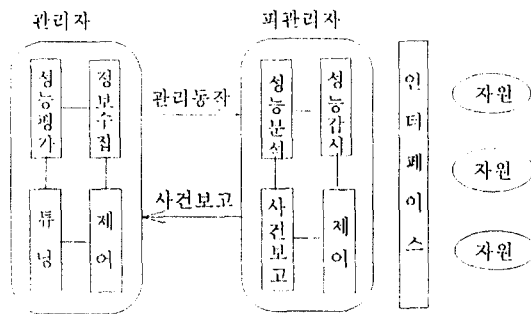 관리자
피관리자
성능평가
정보수집
튜닝
제어
관리동작
사건보고
성능분석
성능감시
사건보고
제어
인터페이스
자원
자원
자원